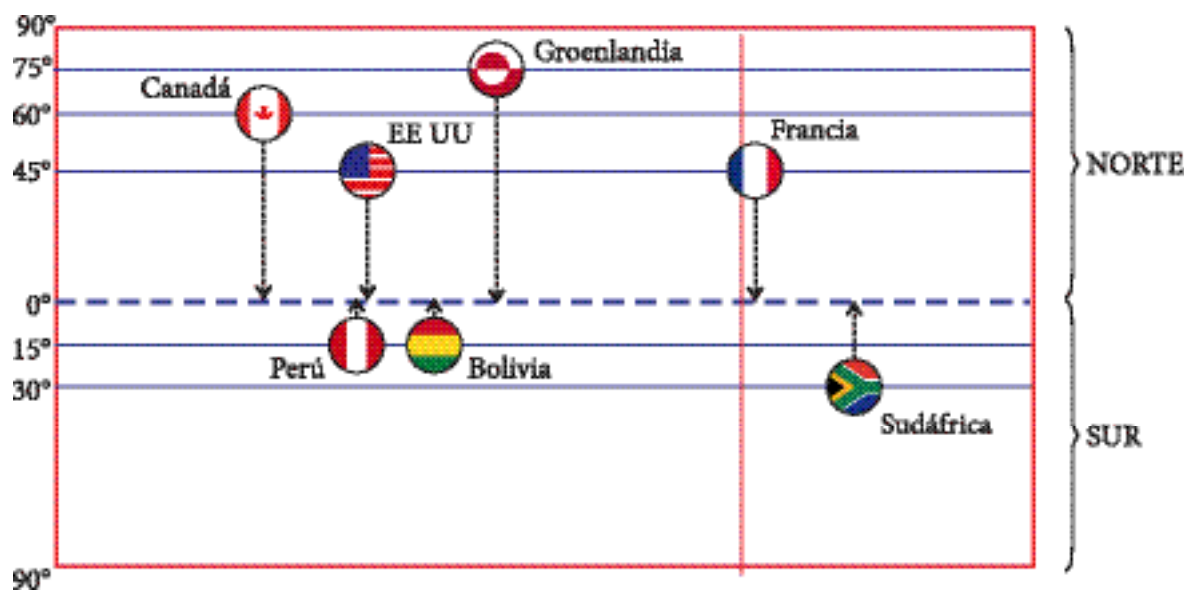 90°
Groenlandia
75°
Canadá
60°
EE UU
Francia
45°
NORTE
0°
15°
Perú
Bolivia
30°
Sudáfrica
SUR
90°